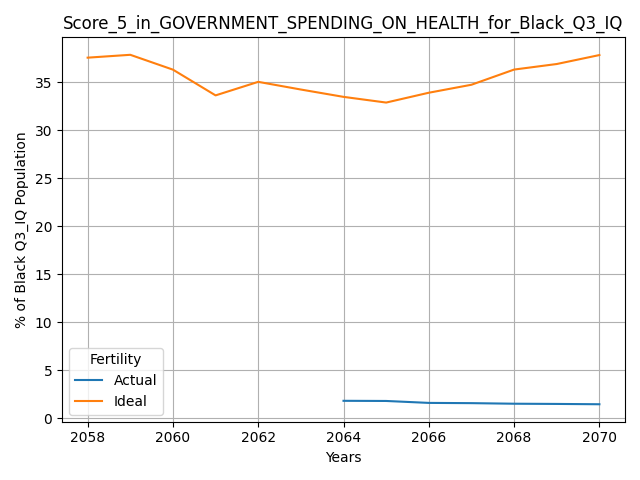 Score_5_in_GOVERNMENT_SPENDING_ON_HEALTH_for_Black_Q3_IQ
% of Black Q3_IQ Population
35
30
25
20
15
10
5
0
Fertility
Actual
Ideal
2058 2060 2062 2064 2066 2068 2070
Years